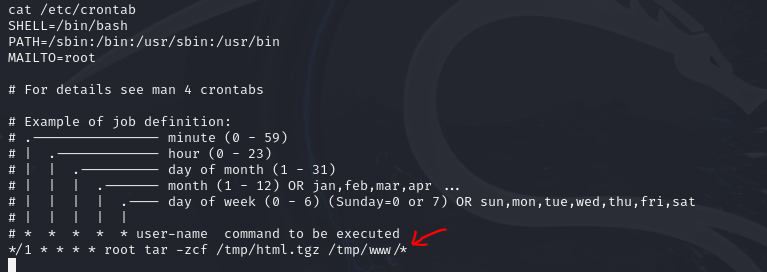 cat /etc/crontab
SHELL=/bin/bash
PATH=/sbin:/bin:/usr/sbin:/usr/bin
MAILTO=root
# For details see man 4 crontabs
# Example of job definition:
# .———————————————— minute (0 - 59)
# |  .————————————— hour (0 - 23)
# |  |  .—————————— day of month (1 - 31)
# |  |  |  .——————— month (1 - 12) OR jan,feb,mar,apr ...
# |  |  |  |  .———— day of week (0 - 6) (Sunday=0 or 7) OR sun,mon,tue,wed,thu,fri,sat
# |  |  |  |  |
# *  *  *  *  * user-name  command to be executed
*/1 * * * * root tar -zcf /tmp/html.tgz /tmp/www/*